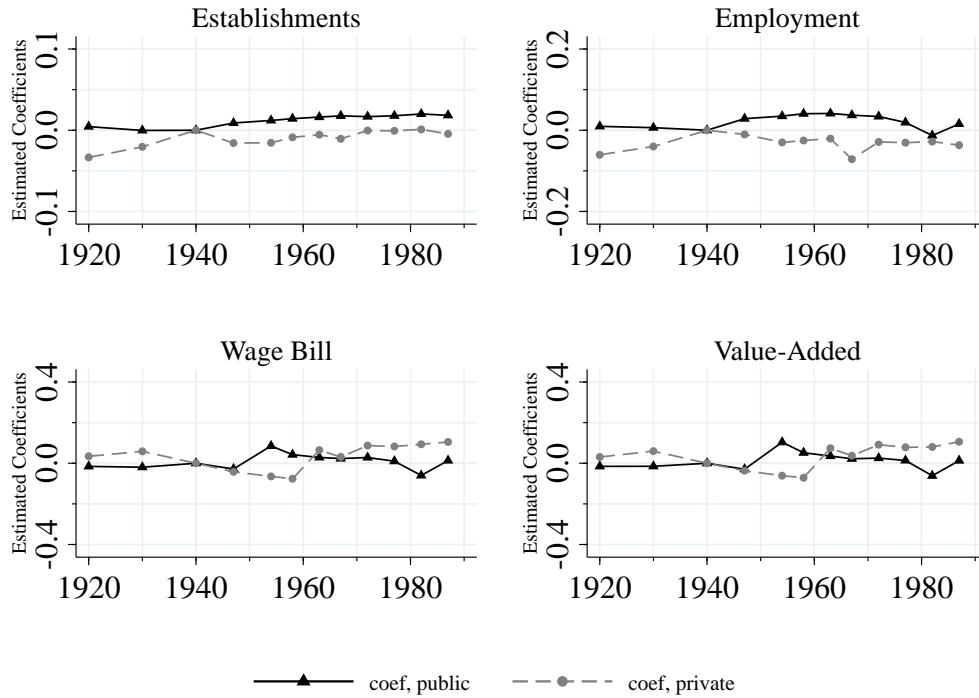 Establishments
Estimated Coefficients
0.1
0.0
-0.1
1920 1940 1960 1980
Employment
Estimated Coefficients
0.2
0.0
-0.2
1920 1940 1960 1980
Wage Bill
Estimated Coefficients
0.4
0.0
-0.4
1920 1940 1960 1980
Value-Added
Estimated Coefficients
0.4
0.0
-0.4
1920 1940 1960 1980
coef, public coef, private